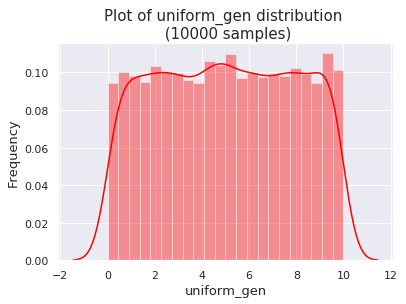 Plot of uniform_gen distribution
(10000 samples)
0.10
0.08
0.06
0.04
0.02
0.00
Frequency
−2 0 2 4 6 8 10 12
uniform_gen